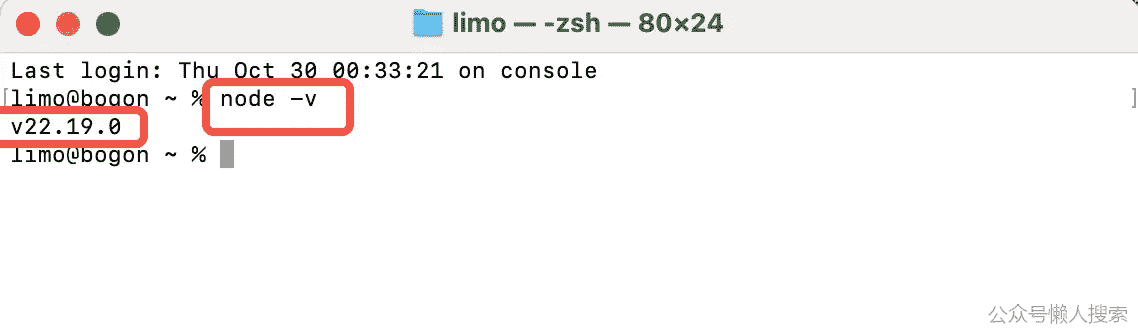 limo — -zsh — 80×24
Last login: Thu Oct 30 00:33:21 on console
[limo@bogon ~ % node -v ]
v22.19.0
limo@bogon ~ %
公众号懒人搜索